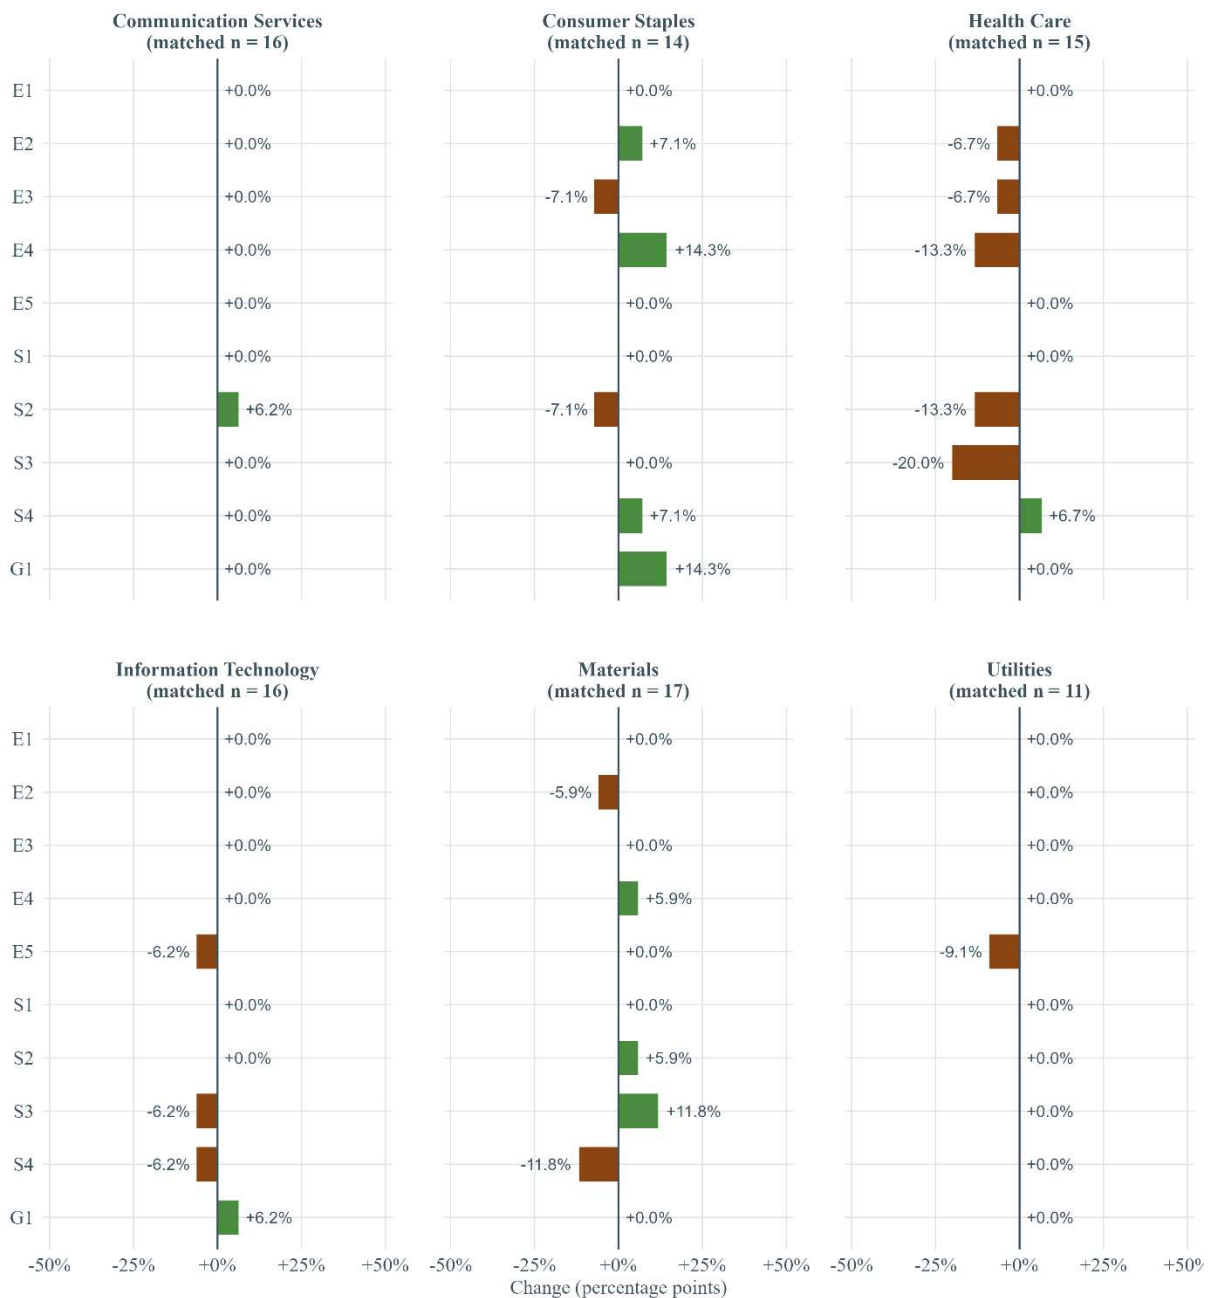 Communication Services
(matched n = 16)
Consumer Staples
(matched n = 14)
Health Care
(matched n = 15)
E1 +0.0% +0.0% +0.0%
E2 +0.0% +7.1% -6.7%
E3 +0.0% -7.1% -6.7%
E4 +0.0% +14.3% -13.3%
E5 +0.0% +0.0% +0.0%
S1 +0.0% +0.0% +0.0%
S2 +6.2% -7.1% -13.3%
S3 +0.0% +0.0% -20.0%
S4 +0.0% +7.1% +6.7%
G1 +0.0% +14.3% +0.0%
Information Technology
(matched n = 16)
Materials
(matched n = 17)
Utilities
(matched n = 11)
E1 +0.0% +0.0% +0.0%
E2 +0.0% -5.9% +0.0%
E3 +0.0% +0.0% +0.0%
E4 +0.0% +5.9% +0.0%
E5 -6.2% +0.0% -9.1%
S1 +0.0% +0.0% +0.0%
S2 +0.0% +5.9% +0.0%
S3 -6.2% +11.8% +0.0%
S4 -6.2% -11.8% +0.0%
G1 +6.2% +0.0% +0.0%
-50% -25% +0% +25% +50% -50% -25% +0% +25% +50% -50% -25% +0% +25% +50%
Change (percentage points)